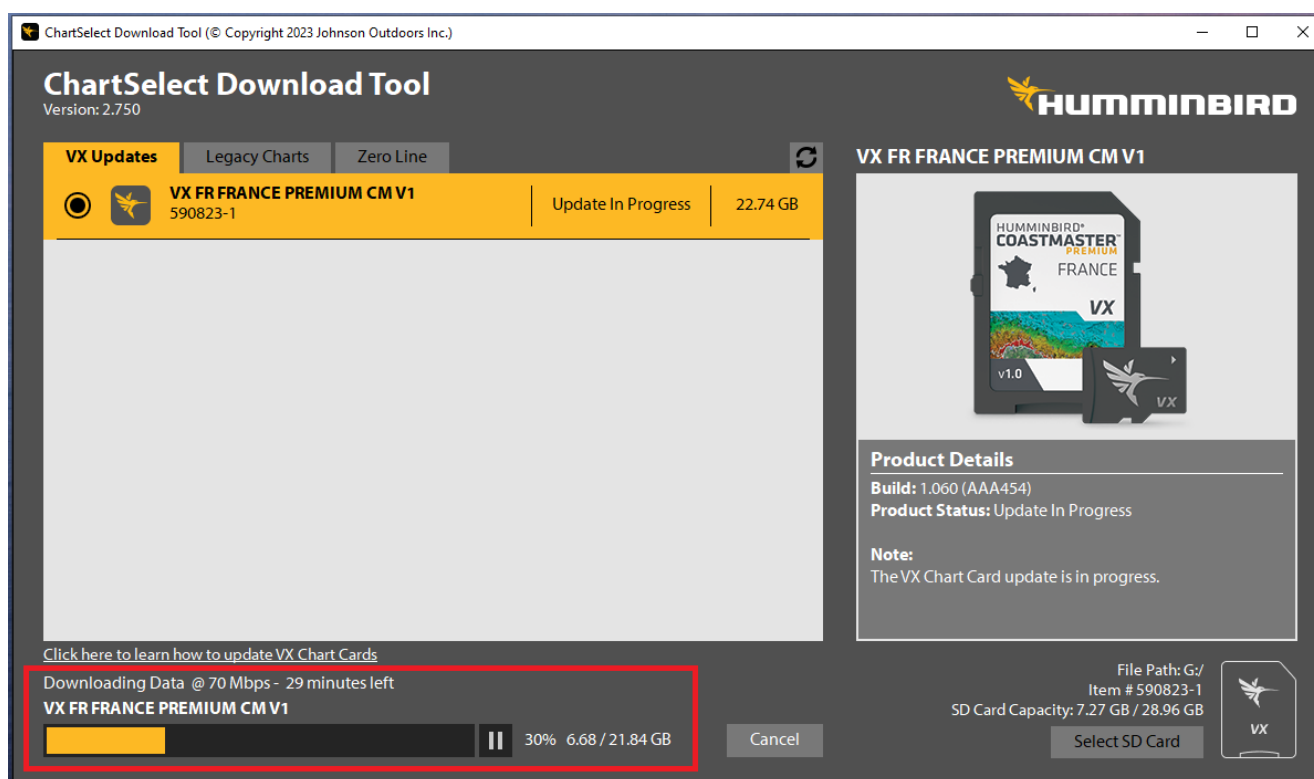 ChartSelect Download Tool (© Copyright 2023 Johnson Outdoors Inc.)
ChartSelect Download Tool
Version: 2.750
HUMMINBIRD
VX Updates
Legacy Charts
Zero Line
VX FR FRANCE PREMIUM CM V1
590823-1
Update In Progress
22.74 GB
VX FR FRANCE PREMIUM CM V1
HUMMINBIRD®
COASTMASTER™
PREMIUM
FRANCE
VX
v1.0
VX
Product Details
Build: 1.060 (AAA454)
Product Status: Update In Progress
Note:
The VX Chart Card update is in progress.
Click here to learn how to update VX Chart Cards
Downloading Data @ 70 Mbps - 29 minutes left
VX FR FRANCE PREMIUM CM V1
30% 6.68 / 21.84 GB
Cancel
File Path: G:/
Item # 590823-1
SD Card Capacity: 7.27 GB / 28.96 GB
Select SD Card
VX